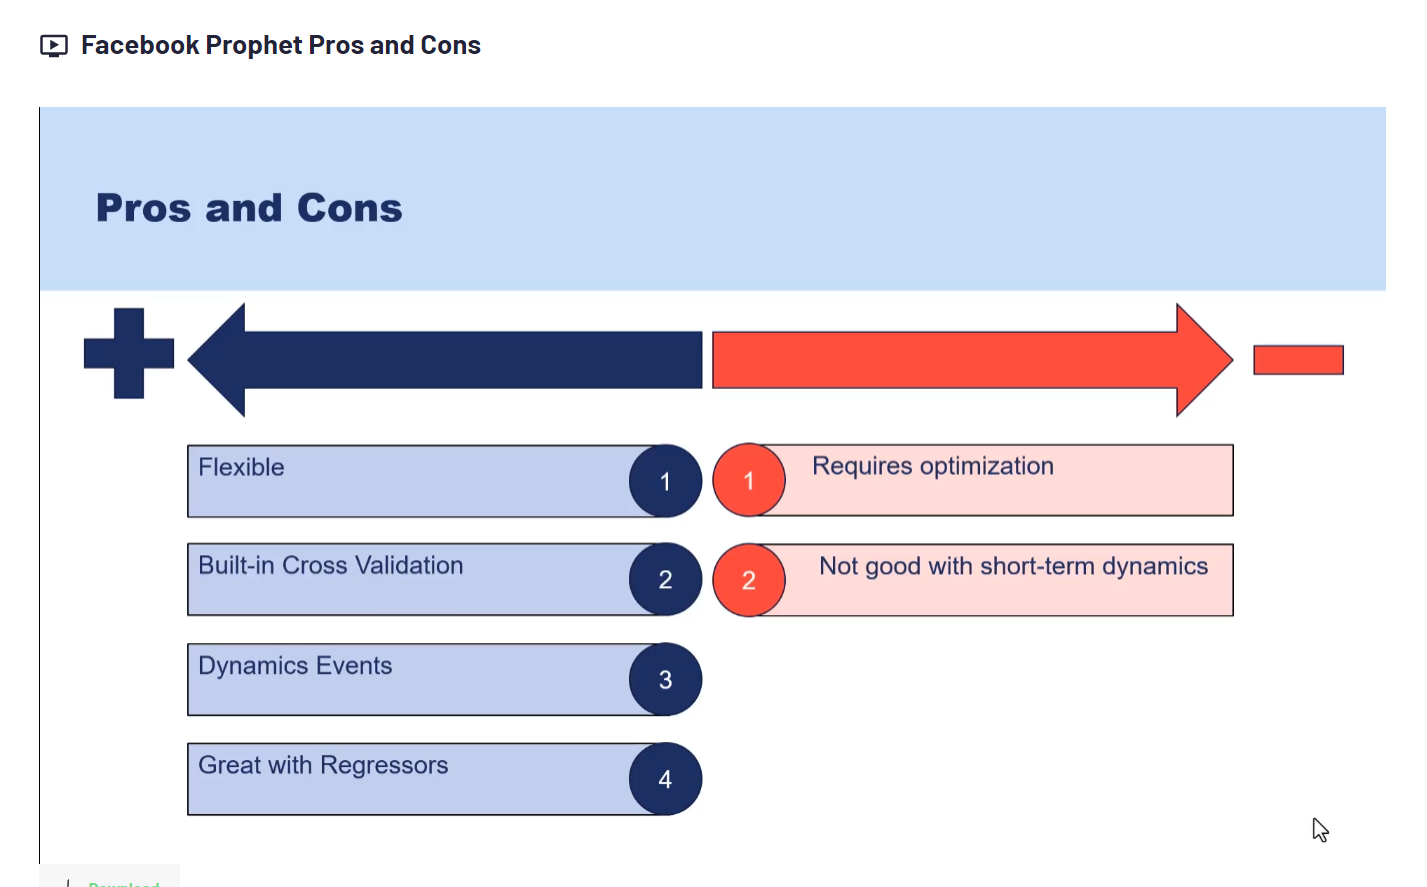 Facebook Prophet Pros and Cons
Pros and Cons
Flexible
1
1
Requires optimization
Built-in Cross Validation
2
2
Not good with short-term dynamics
Dynamics Events
3
Great with Regressors
4
Download